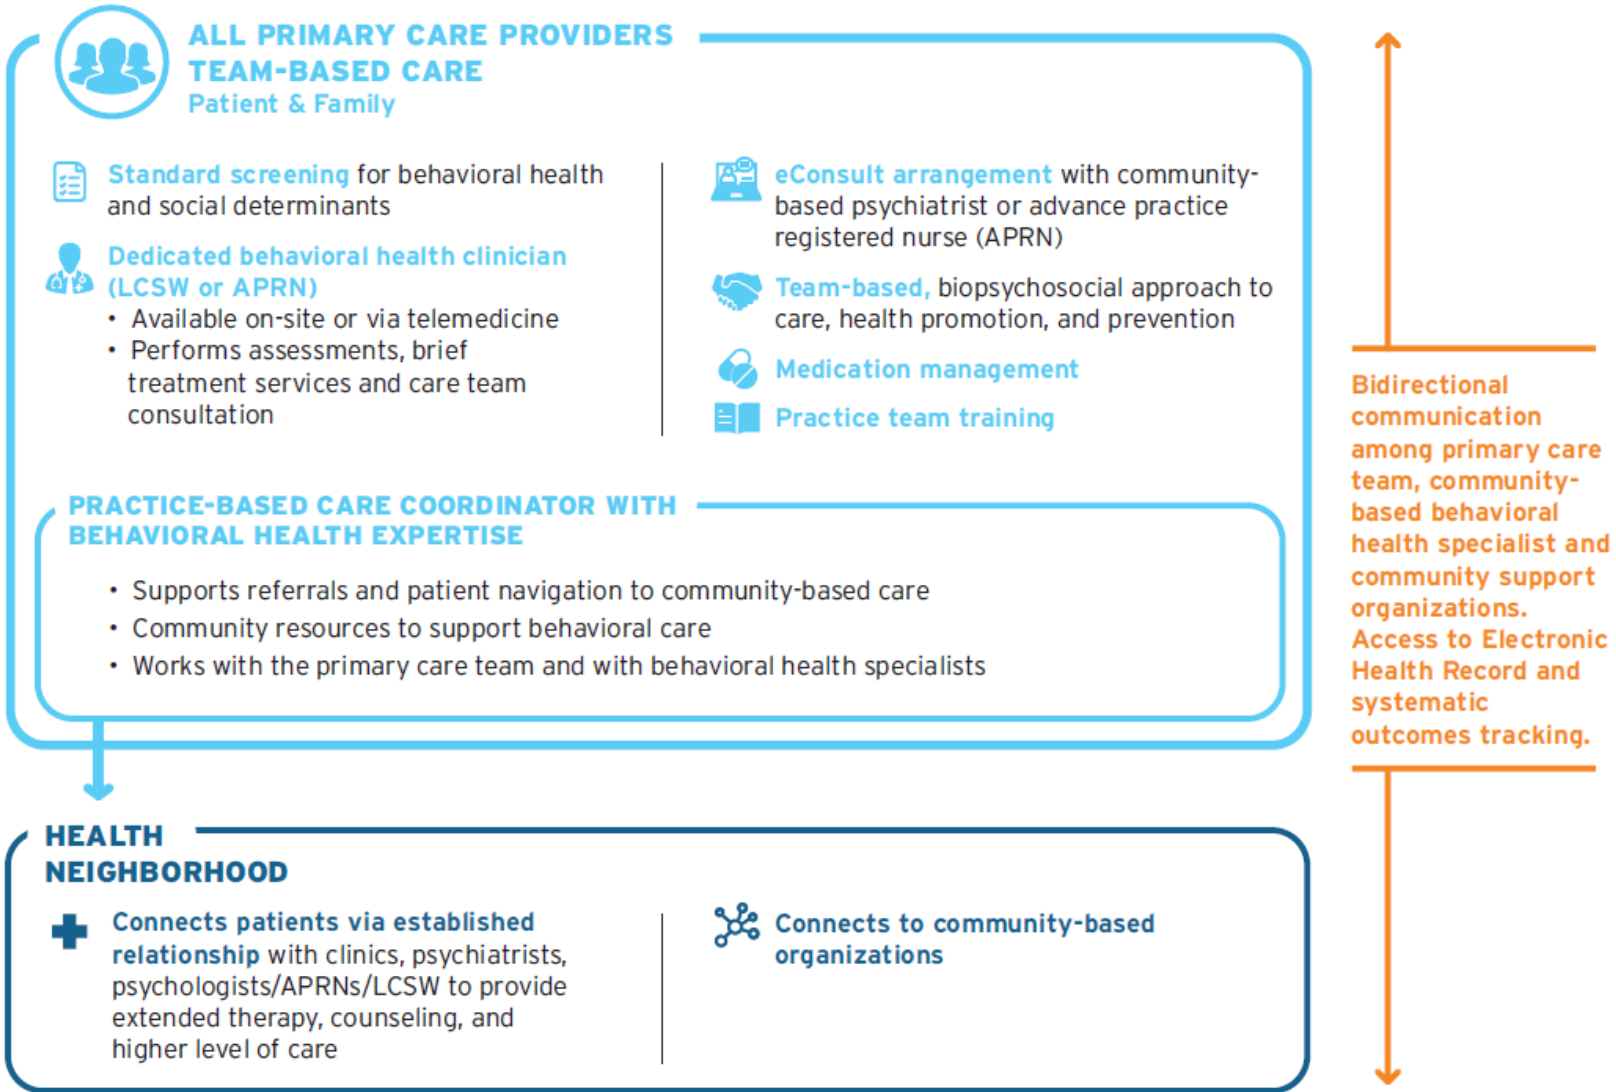 ALL PRIMARY CARE PROVIDERS
TEAM-BASED CARE
Patient & Family
Standard screening for behavioral health
and social determinants
Dedicated behavioral health clinician
(LCSW or APRN)
• Available on-site or via telemedicine
• Performs assessments, brief
treatment services and care team
consultation
eConsult arrangement with community-
based psychiatrist or advance practice
registered nurse (APRN)
Team-based, biopsychosocial approach to
care, health promotion, and prevention
Medication management
Practice team training
PRACTICE-BASED CARE COORDINATOR WITH
BEHAVIORAL HEALTH EXPERTISE
• Supports referrals and patient navigation to community-based care
• Community resources to support behavioral care
• Works with the primary care team and with behavioral health specialists
HEALTH
NEIGHBORHOOD
Connects patients via established
relationship with clinics, psychiatrists,
psychologists/APRNs/LCSW to provide
extended therapy, counseling, and
higher level of care
Connects to community-based
organizations
Bidirectional
communication
among primary care
team, community-
based behavioral
health specialist and
community support
organizations.
Access to Electronic
Health Record and
systematic
outcomes tracking.